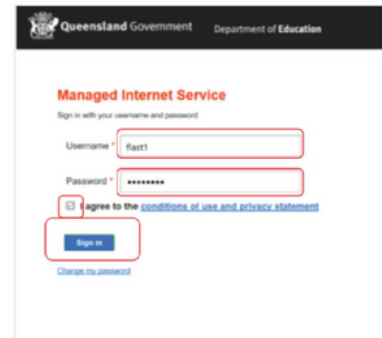 Queensland Government Department of Education
Managed Internet Service
Sign in with your username and password
Username * flast1
Password * ••••••••
I agree to the conditions of use and privacy statement
Sign in
Change my password